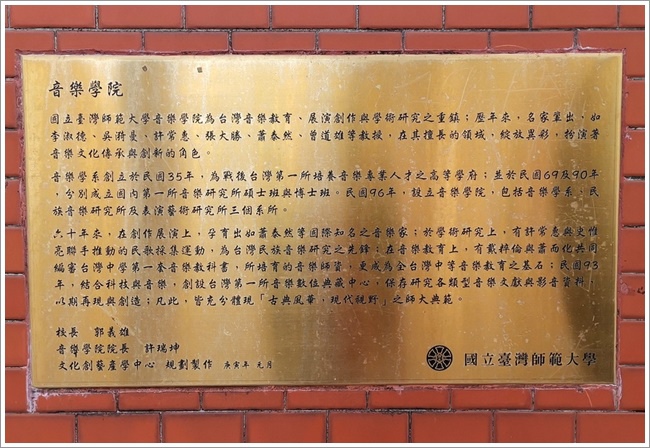 音樂學院
國立臺灣師範大學音樂學院為台灣音樂教育、展演創作與學術研究之重鎮；歷年來，名家輩出，如
李淑德、吳漪曼、許常惠、張大勝、蕭泰然、曾道雄等教授，在其擅長的領域，綻放異彩，扮演著
音樂文化傳承與創新的角色。
音樂學系創立於民國35年，為戰後台灣第一所培養音樂專業人才之高等學府；並於民國69及90年
，分別成立國內第一所音樂研究所碩士班與博士班。民國96年，設立音樂學院，包括音樂學系、民
族音樂研究所及表演藝術研究所三個系所。
六十年來，在創作展演上，孕育出如蕭泰然等國際知名之音樂家；於學術研究上，有許常惠與史惟
亮聯手推動的民歌採集運動，為台灣民族音樂研究之先鋒；在音樂教育上，有戴粹倫與蕭而化共同
編審台灣中學第一套音樂教科書，所培育的音樂師資，更成為全台灣中等音樂教育之基石；民國93
年，結合科技與音樂，創設台灣第一所音樂數位典藏中心，保存研究各類型音樂文獻與影音資料，
以期再現與創造；凡此，皆充分體現「古典風華，現代視野」之師大典範。
校長 郭義雄
音樂學院院長 許瑞坤
文化創藝產學中心 規劃製作 庚寅年 元月
國立臺灣師範大學